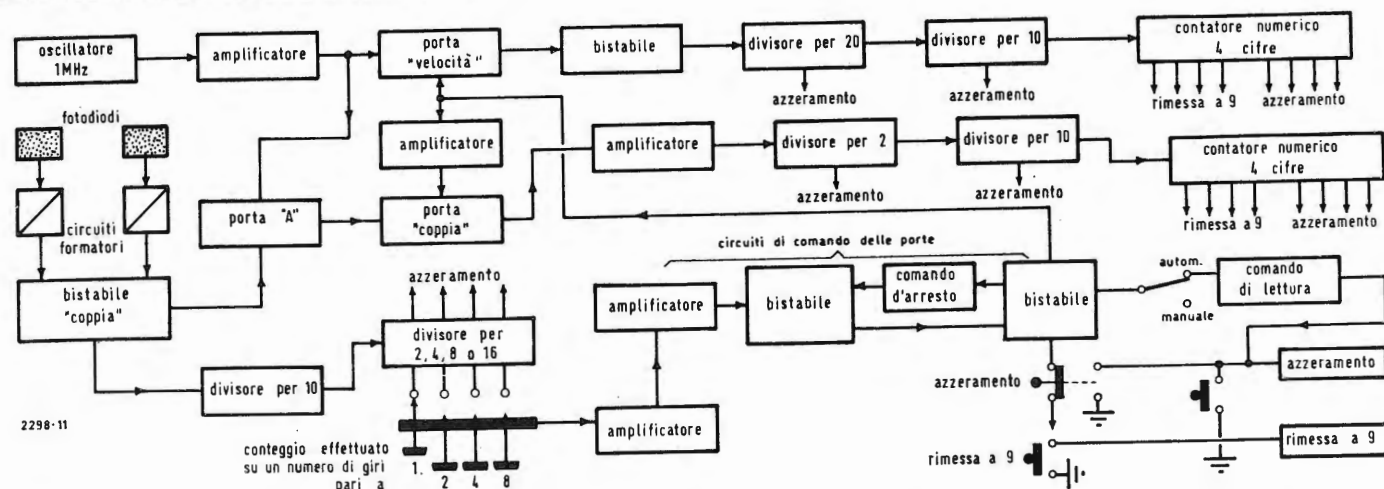 oscillatore
1MHz
amplificatore
porta
"velocità"
bistabile
divisore per 20
azzeramento
divisore per 10
azzeramento
contatore numerico
4 cifre
rimessa a 9
azzeramento
fotodiodi
circuiti
formatori
bistabile
"coppia"
porta "A"
amplificatore
porta
"coppia"
amplificatore
divisore per 2
azzeramento
divisore per 10
azzeramento
contatore numerico
4 cifre
rimessa a 9
azzeramento
circuiti di comando delle porte
azzeramento
divisore per
2, 4, 8 o 16
divisore per 10
amplificatore
bistabile
comando
d'arresto
bistabile
autom.
manuale
comando
di lettura
azzeramento
azzeramento
amplificatore
rimessa a 9
rimessa a 9
conteggio effettuato
su un numero di giri
pari a
1.
2
4
8
2298-11